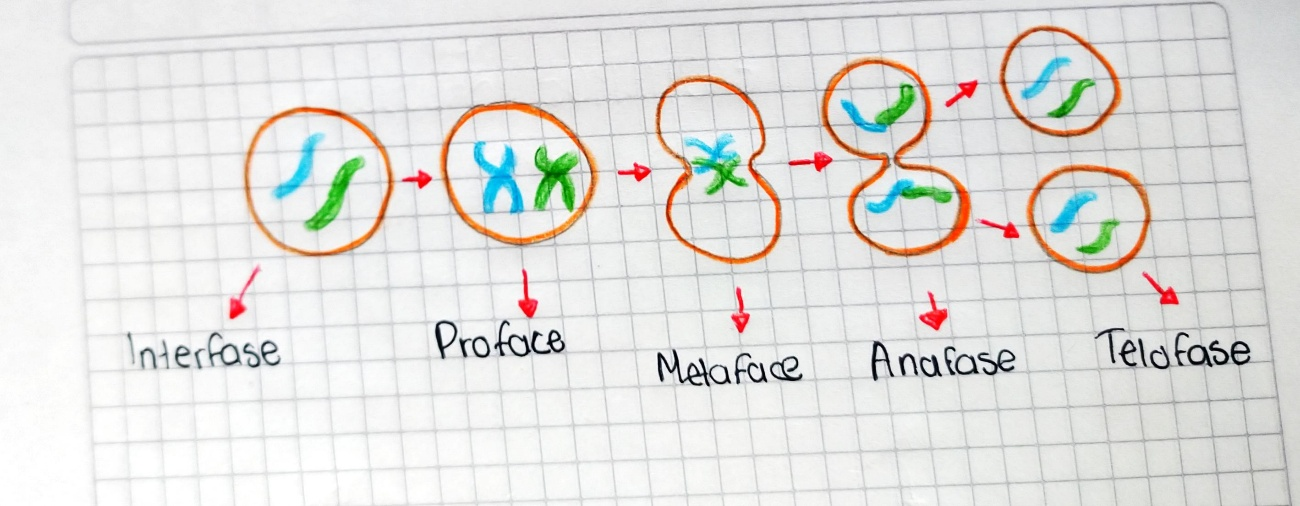 Interfase
Proface
Metaface
Anafase
Telofase